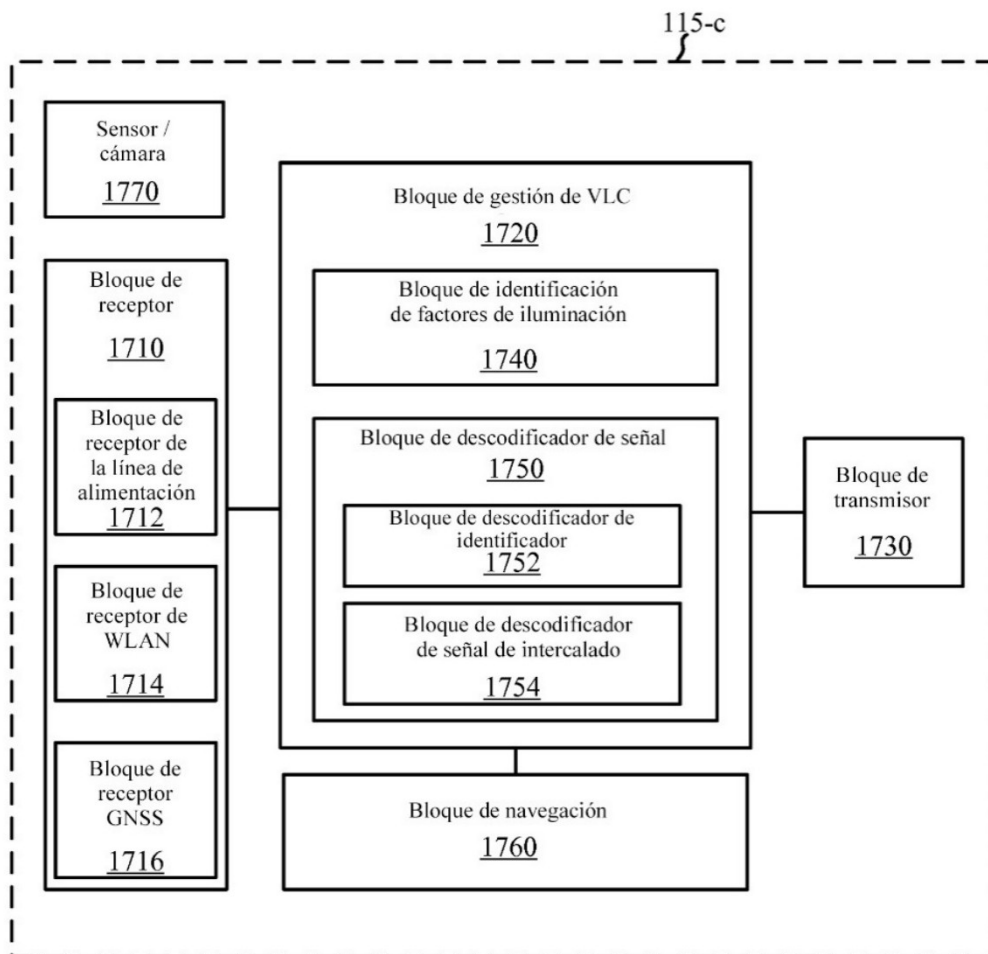 115-c
Sensor /
cámara
1770
Bloque de
receptor
1710
Bloque de
receptor de
la línea de
alimentación
1712
Bloque de
receptor de
WLAN
1714
Bloque de
receptor
GNSS
1716
Bloque de gestión de VLC
1720
Bloque de identificación
de factores de iluminación
1740
Bloque de descodificador de señal
1750
Bloque de descodificador de
identificador
1752
Bloque de descodificador
de señal de intercalado
1754
Bloque de
transmisor
1730
Bloque de navegación
1760